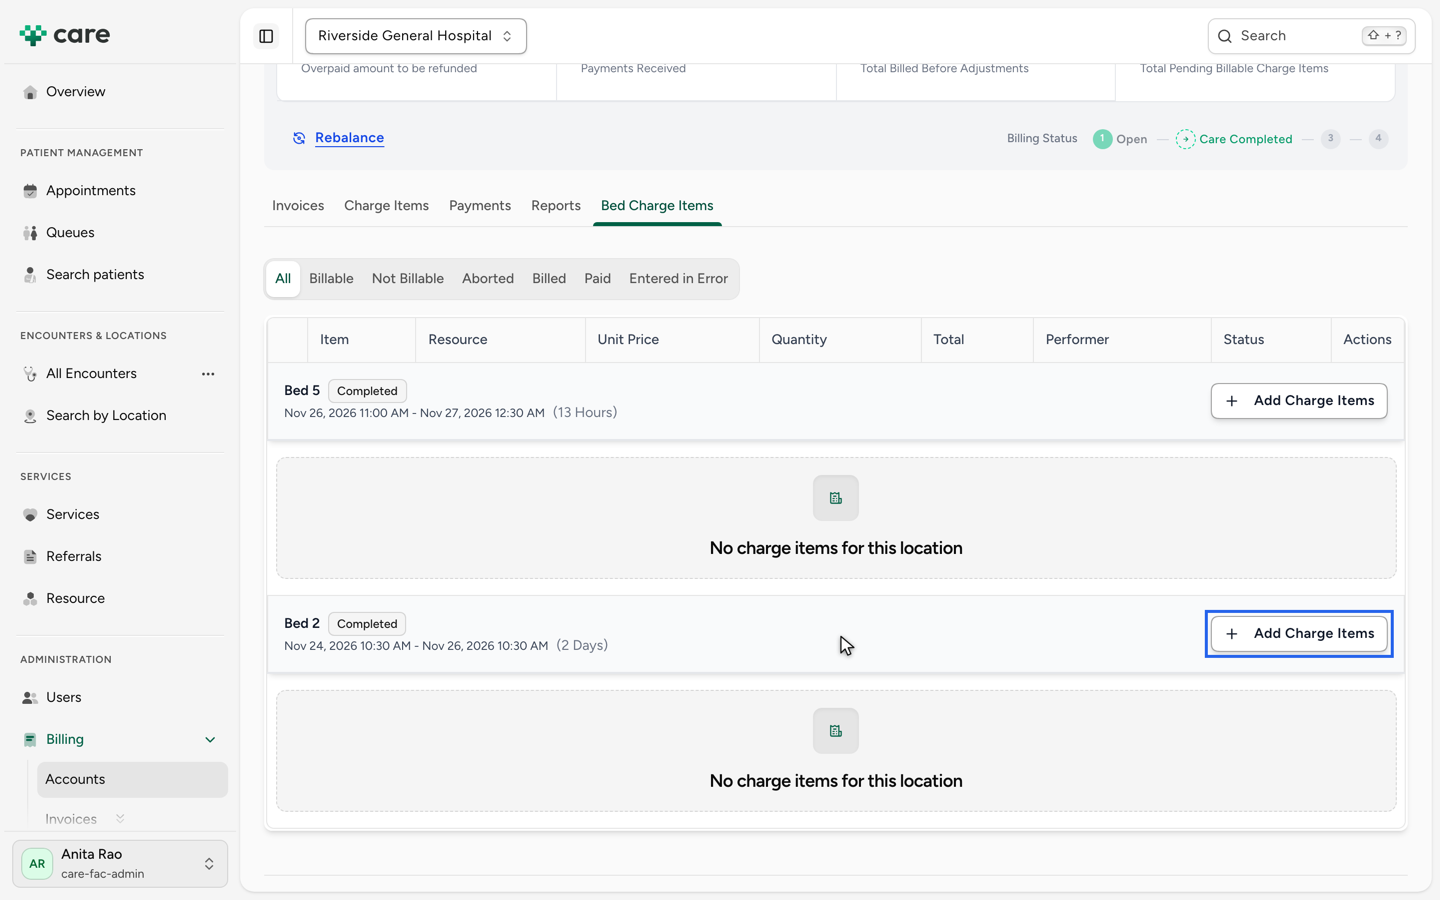 care
Riverside General Hospital
Search
+ ?
Overview
PATIENT MANAGEMENT
Appointments
Queues
Search patients
ENCOUNTERS & LOCATIONS
All Encounters
Search by Location
SERVICES
Services
Referrals
Resource
ADMINISTRATION
Users
Billing
Accounts
Invoices
AR
Anita Rao
care-fac-admin
Overpaid amount to be refunded
Payments Received
Total Billed Before Adjustments
Total Pending Billable Charge Items
Rebalance
Billing Status
1 Open
Care Completed
3
4
Invoices
Charge Items
Payments
Reports
Bed Charge Items
All
Billable
Not Billable
Aborted
Billed
Paid
Entered in Error
Item
Resource
Unit Price
Quantity
Total
Performer
Status
Actions
Bed 5 Completed
Nov 26, 2026 11:00 AM - Nov 27, 2026 12:30 AM (13 Hours)
+ Add Charge Items
No charge items for this location
Bed 2 Completed
Nov 24, 2026 10:30 AM - Nov 26, 2026 10:30 AM (2 Days)
+ Add Charge Items
No charge items for this location